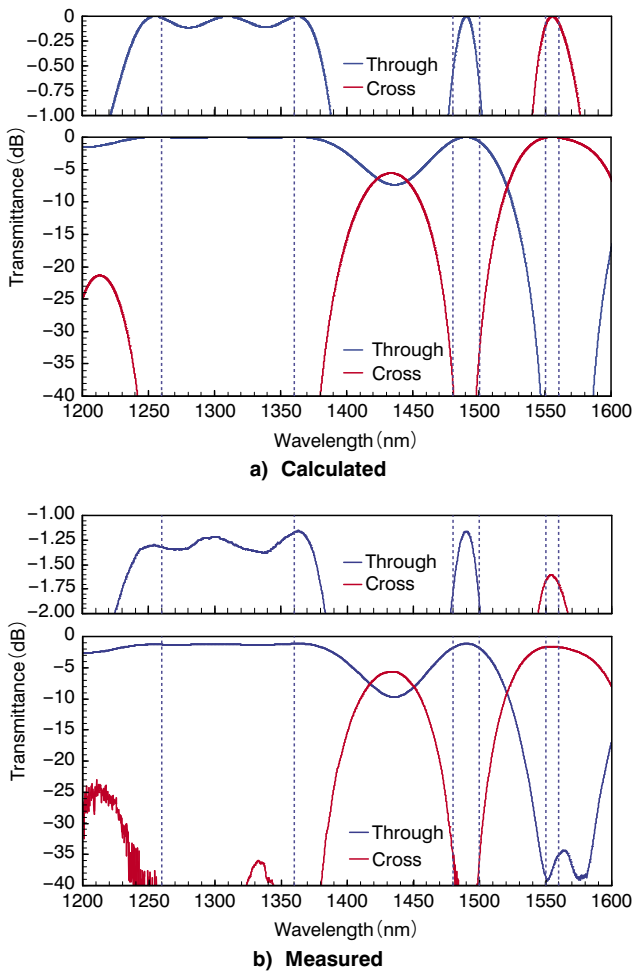 0
−0.25
−0.50
−0.75
−1.00
Through
Cross
0
−5
−10
−15
−20
−25
−30
−35
−40
Transmittance (dB)
Through
Cross
1200 1250 1300 1350 1400 1450 1500 1550 1600
Wavelength (nm)
a) Calculated
−1.00
−1.25
−1.50
−1.75
−2.00
Through
Cross
0
−5
−10
−15
−20
−25
−30
−35
−40
Transmittance (dB)
Through
Cross
1200 1250 1300 1350 1400 1450 1500 1550 1600
Wavelength (nm)
b) Measured